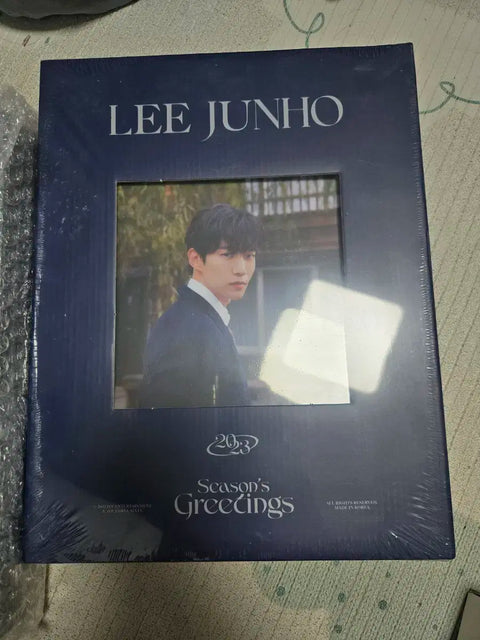 LEE JUNHO
2023
Season's
Greetings
ALL RIGHTS RESERVED.
MADE IN KOREA